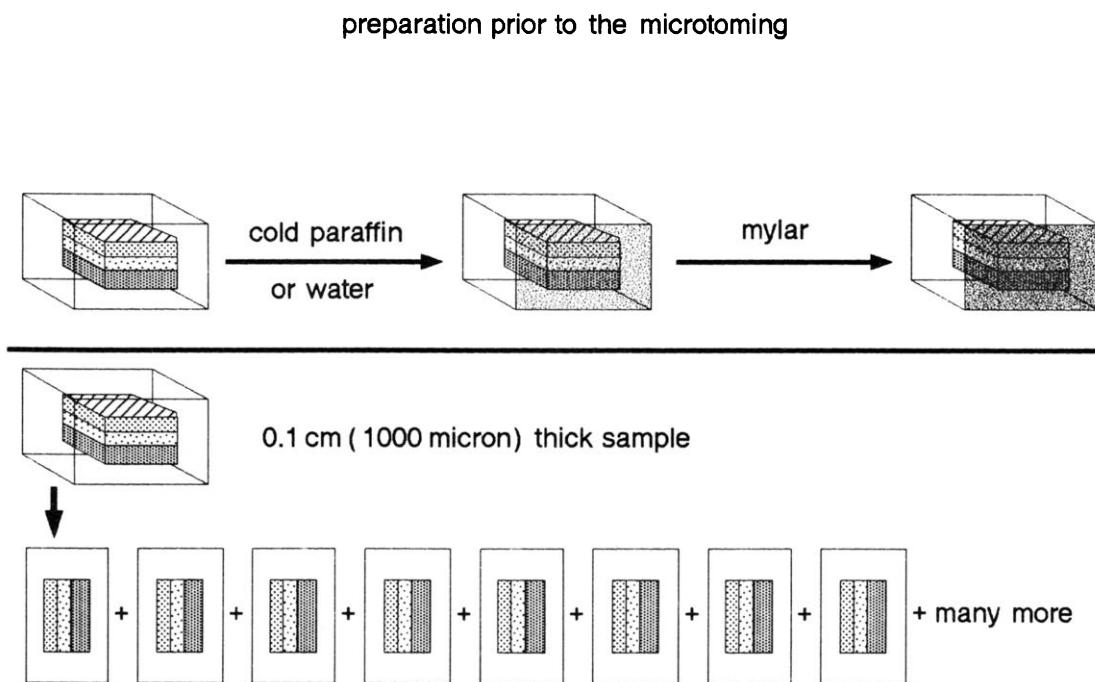 preparation prior to the microtoming
cold paraffin
or water
mylar
0.1 cm ( 1000 micron) thick sample
+ + + + + + + + many more